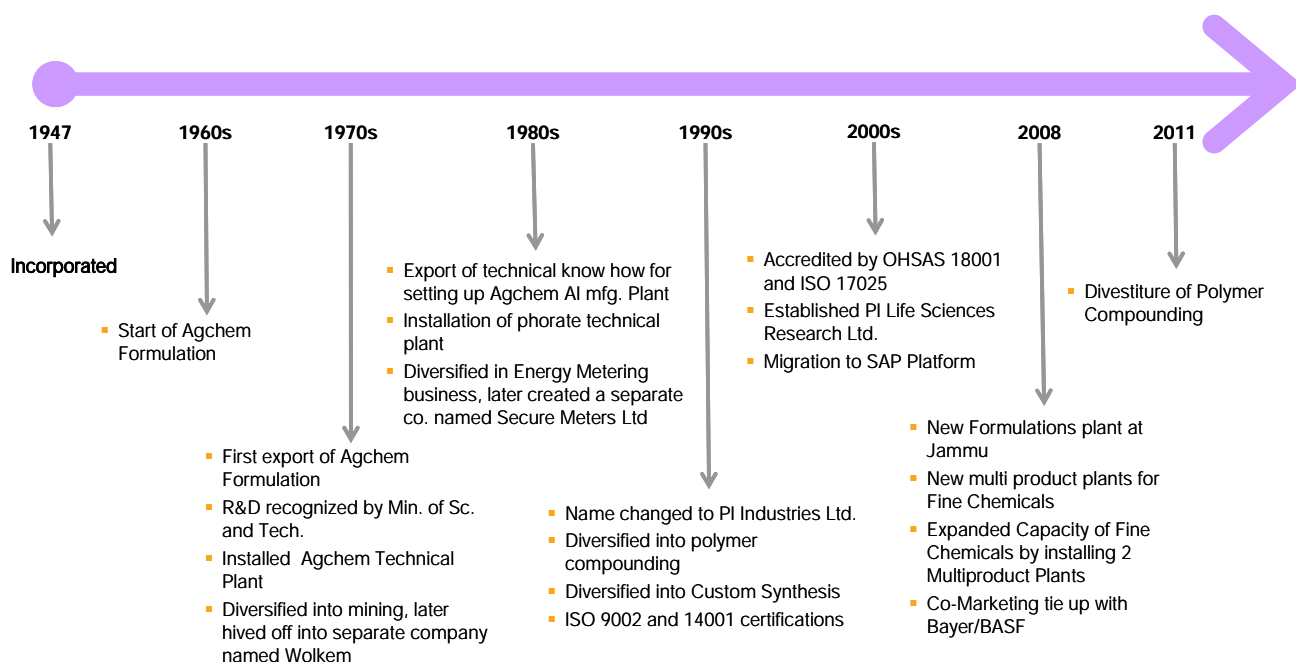 1947
1960s
1970s
1980s
1990s
2000s
2008
2011
Incorporated
Start of Agchem
Formulation
First export of Agchem
Formulation
R&D recognized by Min. of Sc.
and Tech.
Installed Agchem Technical
Plant
Diversified into mining, later
hived off into separate company
named Wolkem
Export of technical know how for
setting up Agchem AI mfg. Plant
Installation of phorate technical
plant
Diversified in Energy Metering
business, later created a separate
co. named Secure Meters Ltd
Name changed to PI Industries Ltd.
Diversified into polymer
compounding
Diversified into Custom Synthesis
ISO 9002 and 14001 certifications
Accredited by OHSAS 18001
and ISO 17025
Established PI Life Sciences
Research Ltd.
Migration to SAP Platform
New Formulations plant at
Jammu
New multi product plants for
Fine Chemicals
Expanded Capacity of Fine
Chemicals by installing 2
Multiproduct Plants
Co-Marketing tie up with
Bayer/BASF
Divestiture of Polymer
Compounding